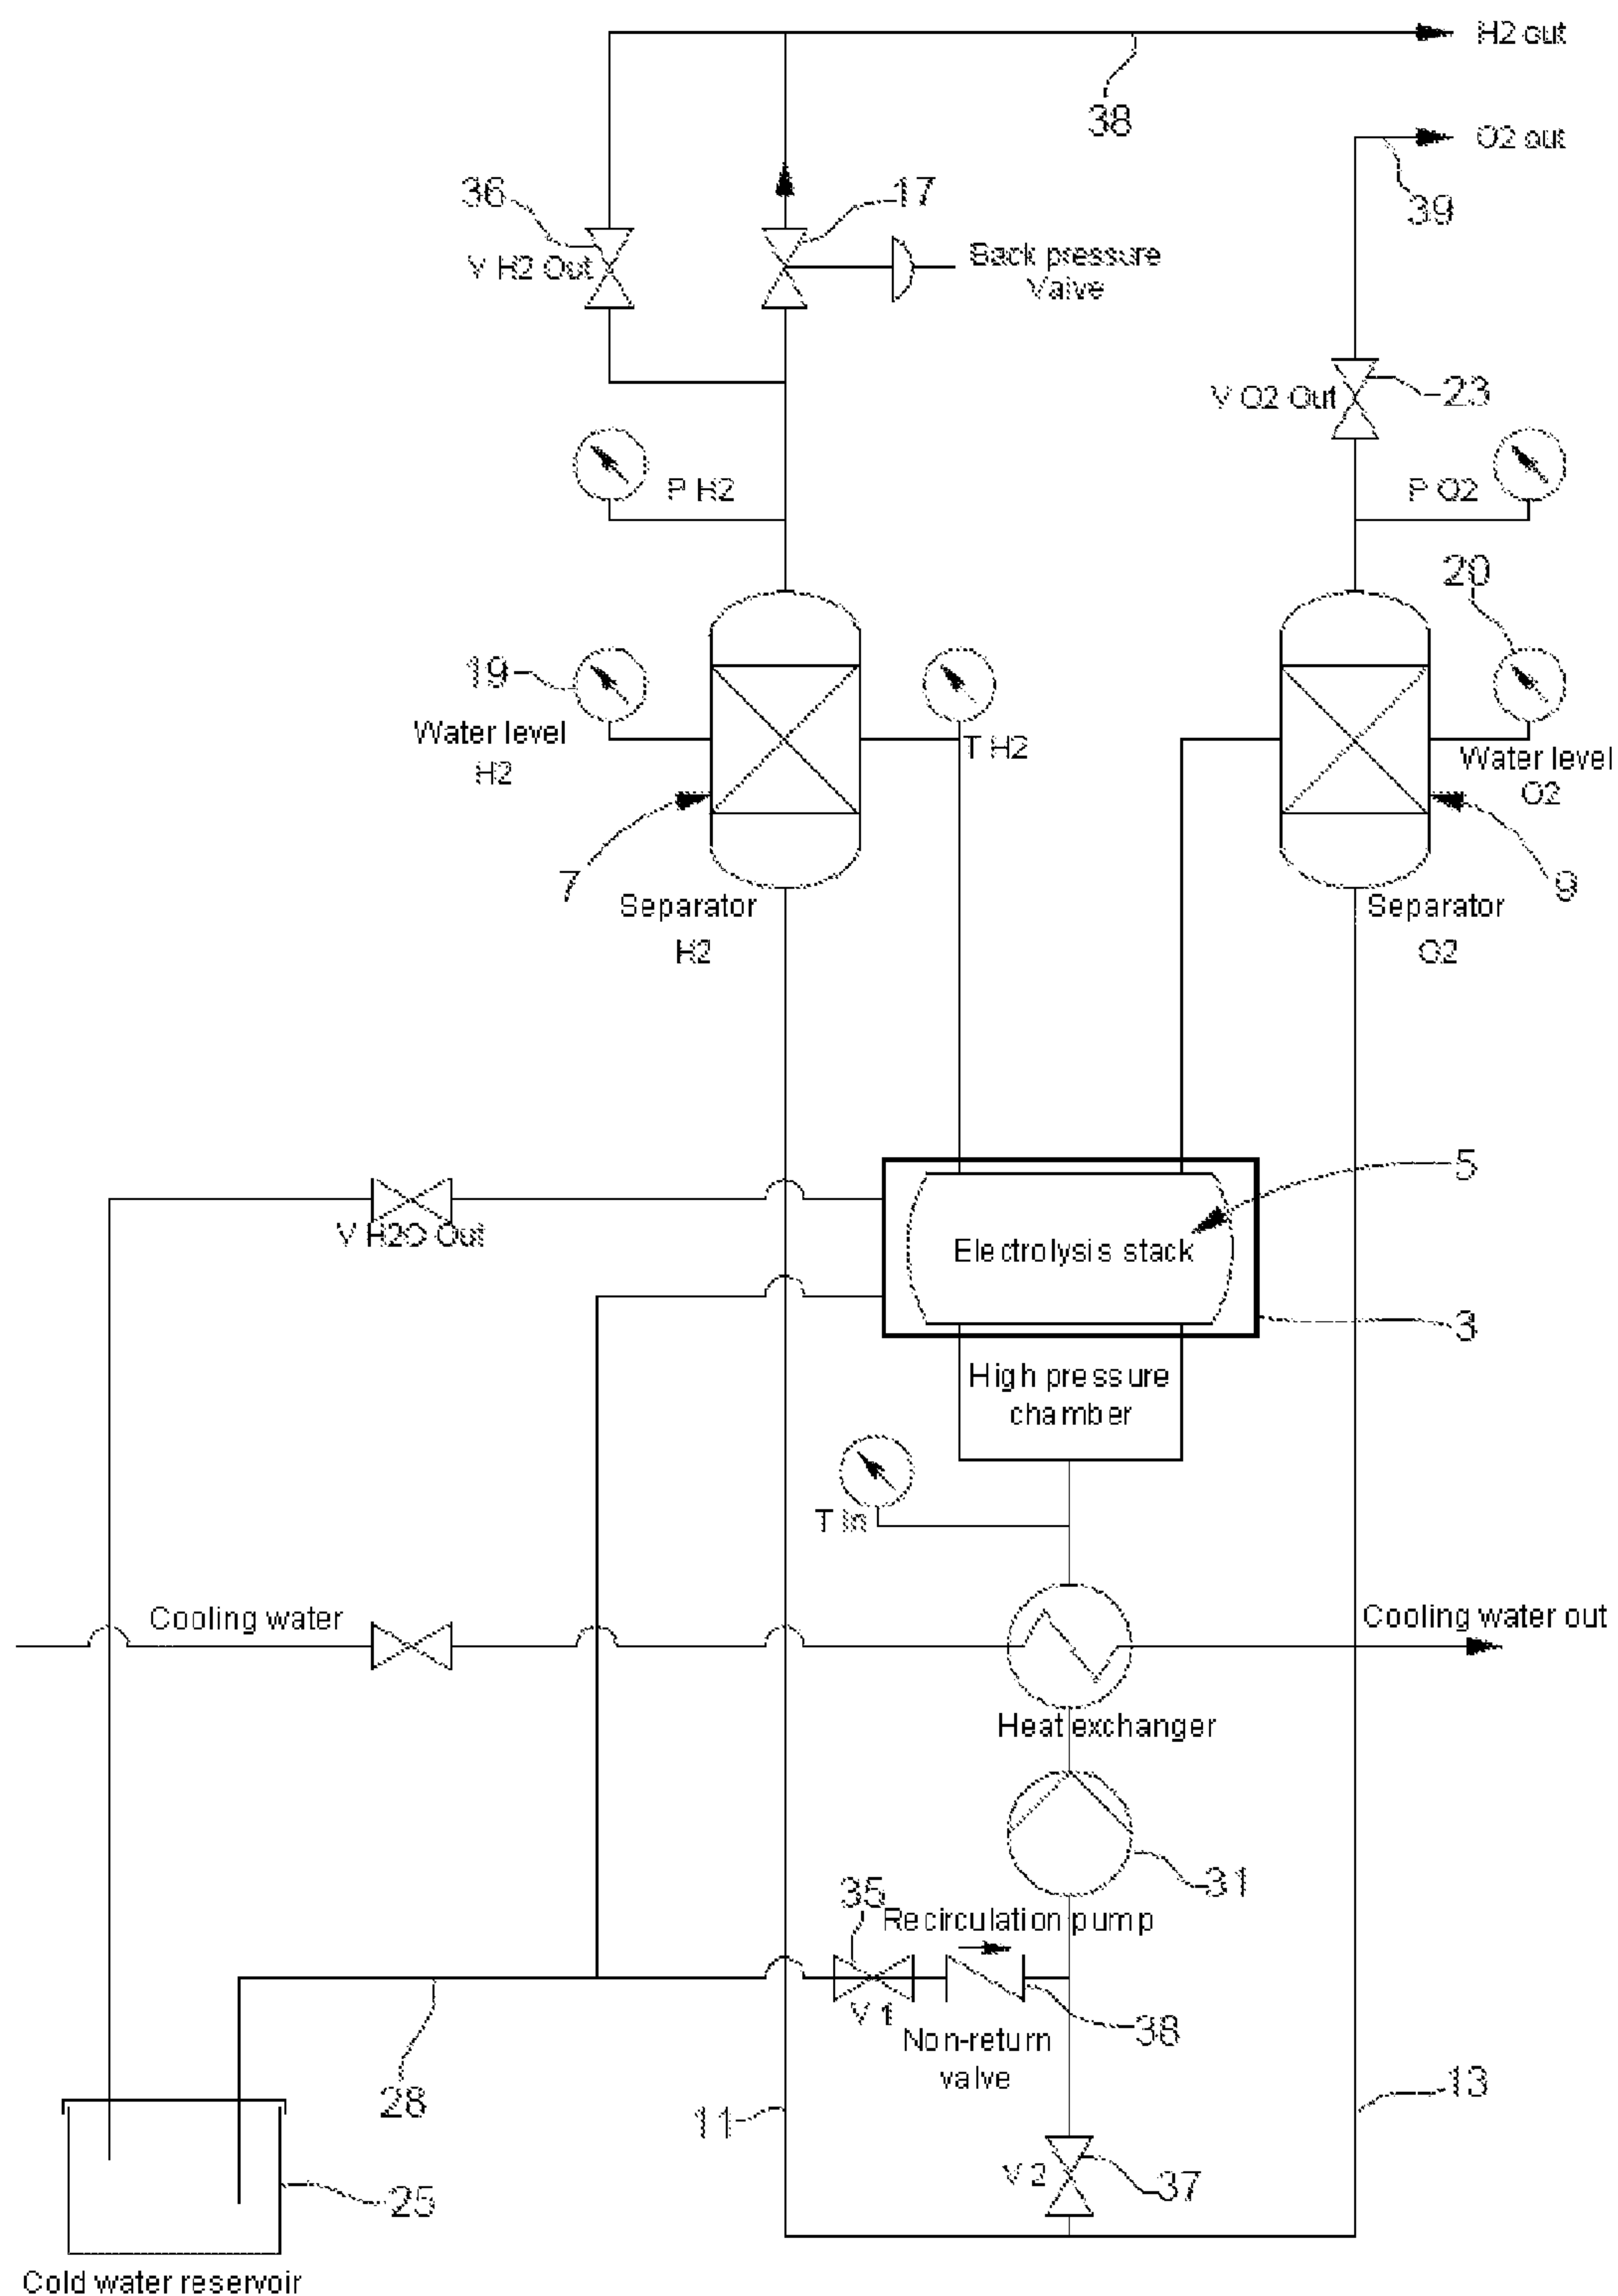 H2 out
38
O2 out
36
17
39
V H2 Out
Back pressure
Valve
V O2 Out
23
P H2
P O2
20
19
Water level
H2
T H2
Water level
O2
7
9
Separator
H2
Separator
O2
5
V H2O Out
Electrolysis stack
3
High pressure
chamber
T in
Cooling water
Cooling water out
Heat exchanger
31
35
Recirculation pump
V 1
38
Non-return
valve
28
11
13
V 2
37
25
Cold water reservoir